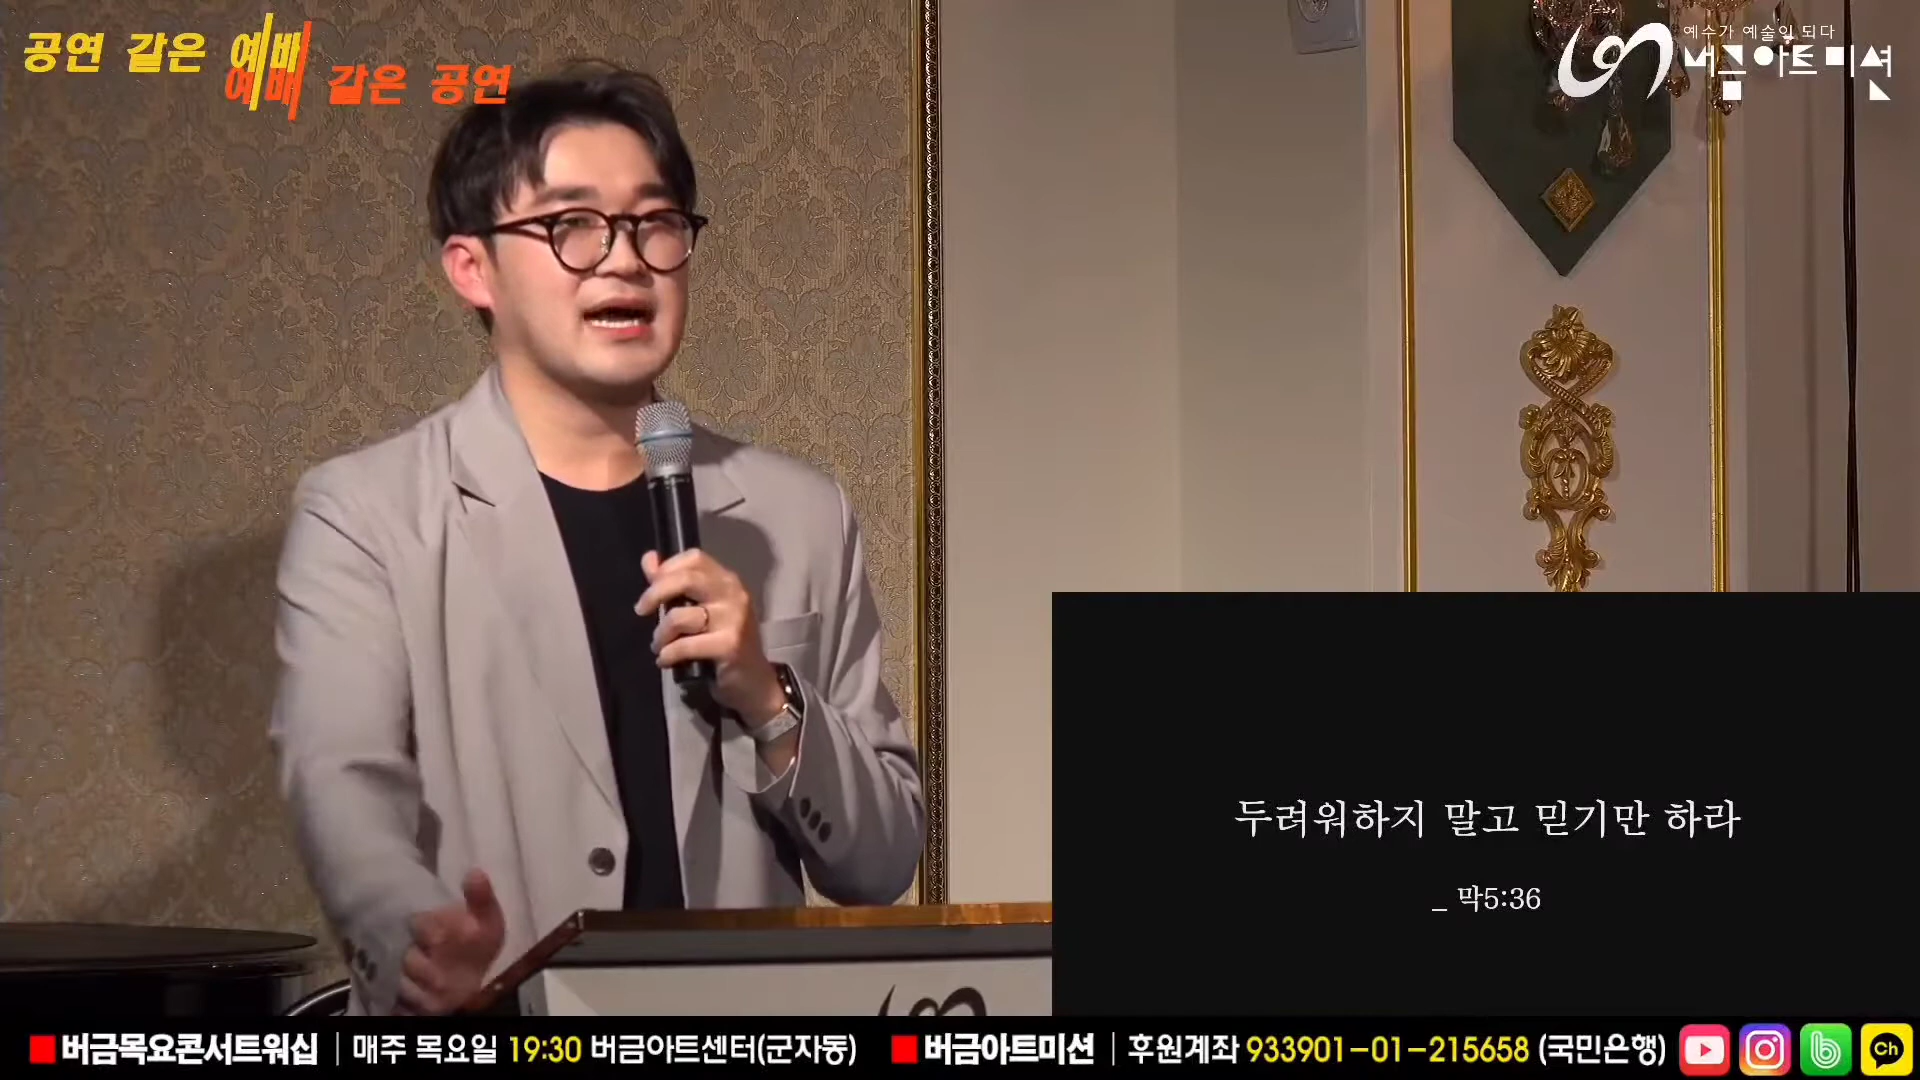 공연 같은 예배
예배 같은 공연
예수가 예술이 되다
버금아트미션
두려워하지 말고 믿기만 하라
_ 막5:36
버금목요콘서트워십 | 매주 목요일 19:30 버금아트센터(군자동)
버금아트미션 | 후원계좌 933901-01-215658 (국민은행)
Ch